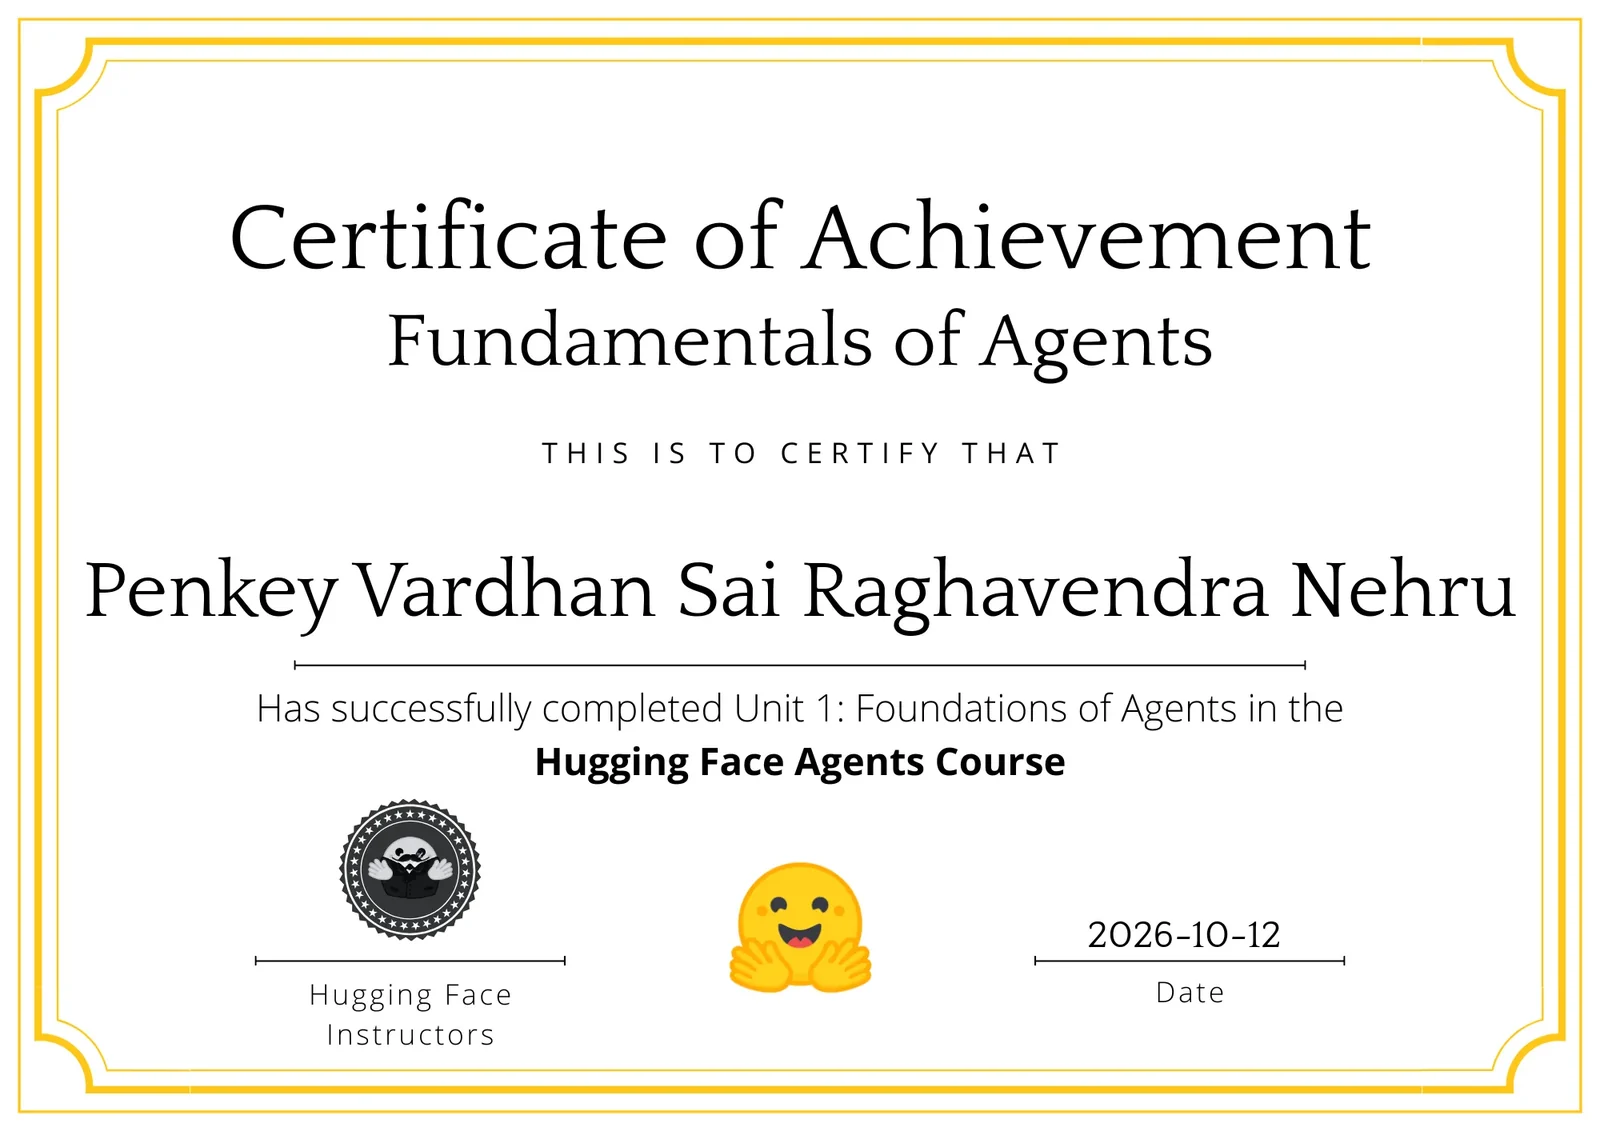 Certificate of Achievement
Fundamentals of Agents
THIS IS TO CERTIFY THAT
Penkey Vardhan Sai Raghavendra Nehru
Has successfully completed Unit 1: Foundations of Agents in the
Hugging Face Agents Course
2026-10-12
Hugging Face
Instructors
Date